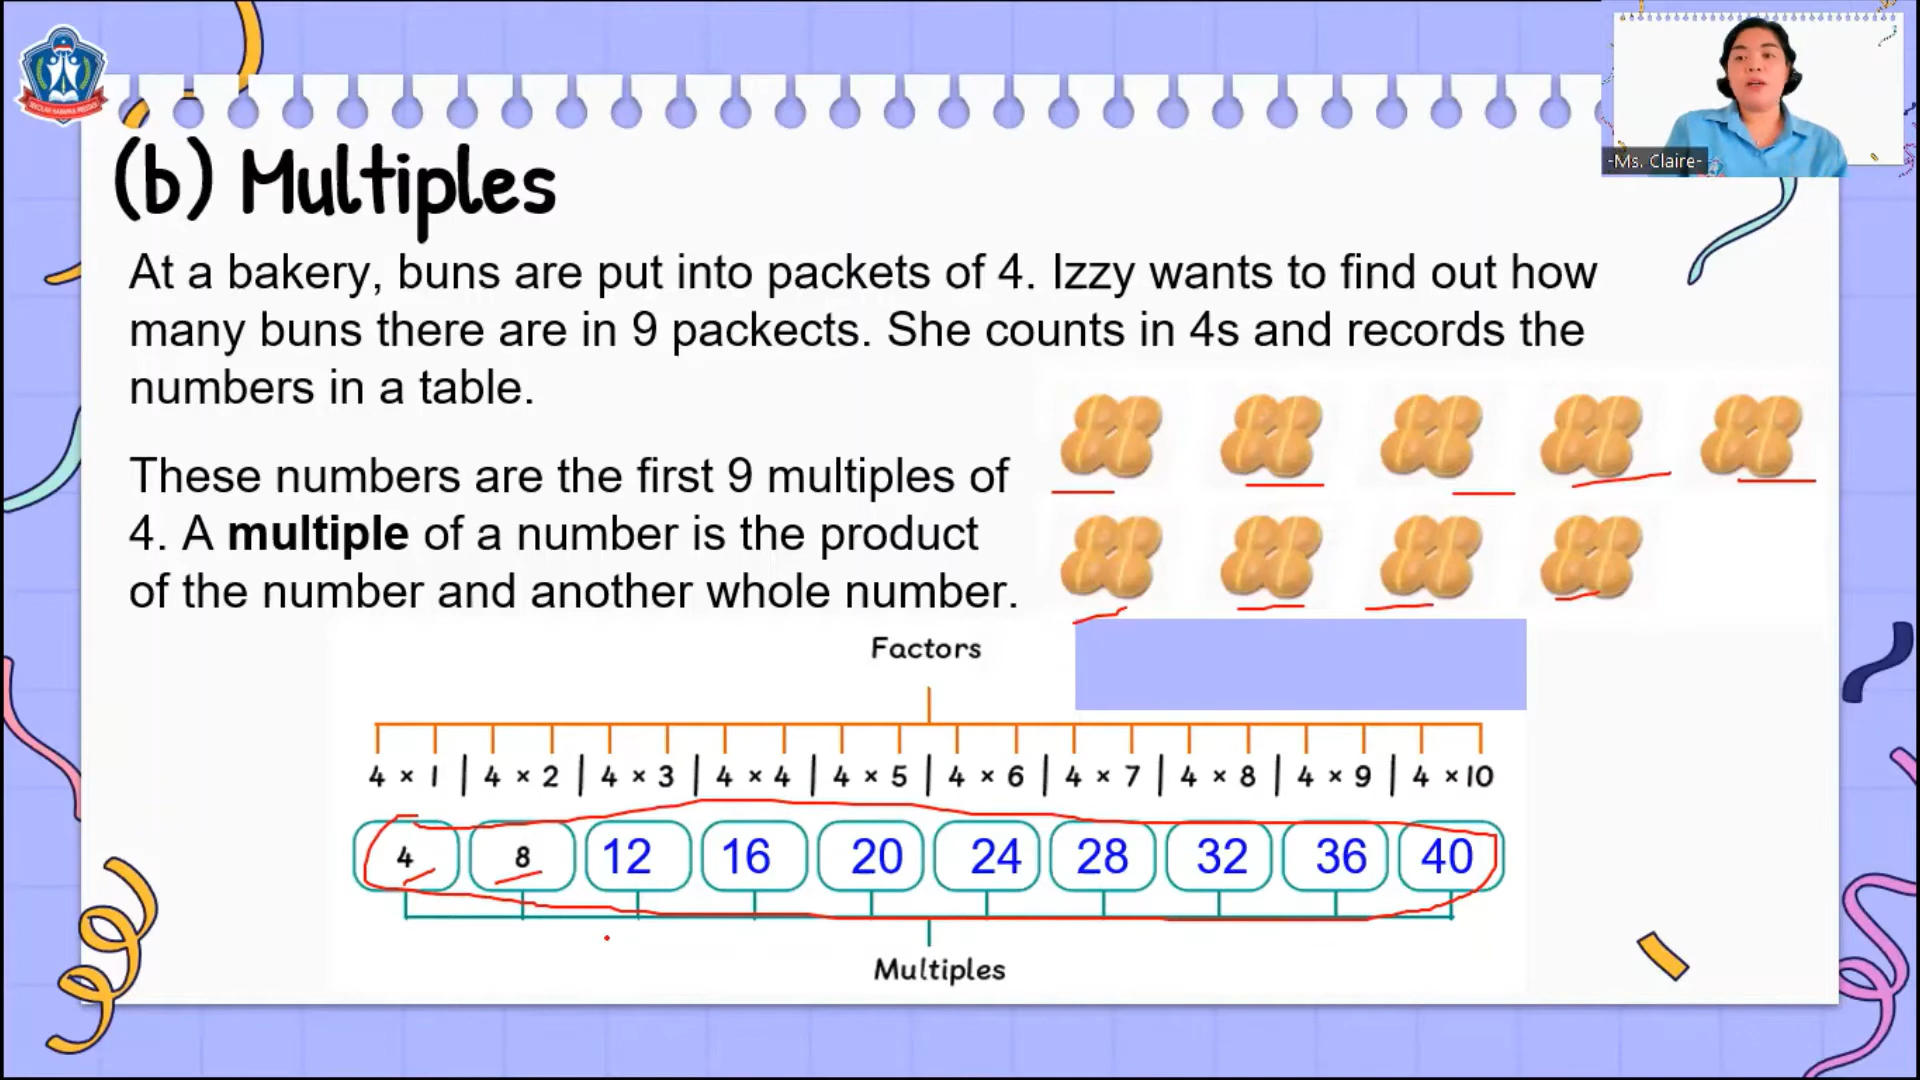 -Ms. Claire-
(b) Multiples
At a bakery, buns are put into packets of 4. Izzy wants to find out how
many buns there are in 9 packects. She counts in 4s and records the
numbers in a table.
These numbers are the first 9 multiples of
4. A multiple of a number is the product
of the number and another whole number.
Factors
4 × 1 | 4 × 2 | 4 × 3 | 4 × 4 | 4 × 5 | 4 × 6 | 4 × 7 | 4 × 8 | 4 × 9 | 4 × 10
4 8 12 16 20 24 28 32 36 40
Multiples